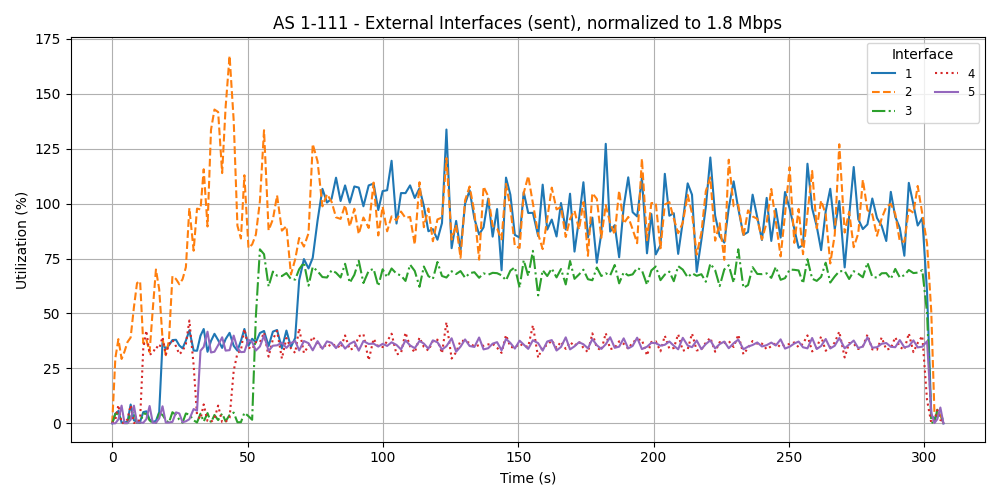 AS 1-111 - External Interfaces (sent), normalized to 1.8 Mbps
Utilization (%)
175
150
125
100
75
50
25
0
0 50 100 150 200 250 300
Time (s)
Interface
1 4
2 5
3